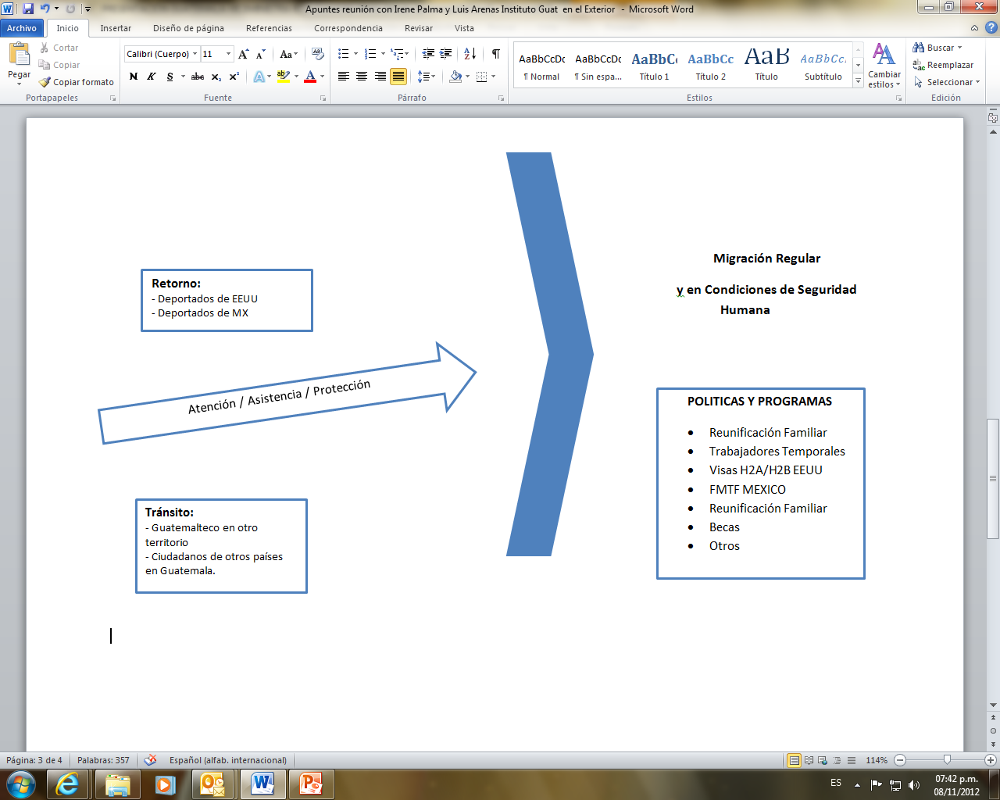 Apuntes reunión con Irene Palma y Luis Arenas Instituto Guat  en el Exterior  -  Microsoft Word
Archivo Inicio Insertar Diseño de página Referencias Correspondencia Revisar Vista
Pegar
Cortar
Copiar
Copiar formato
Portapapeles
Calibri (Cuerpo) 11
N K S abc x₂ x²
Fuente
Párrafo
AaBbCcDc AaBbCcDc AaBbC AaBbCc AaB AaBbCc.
¶ Normal ¶ Sin espa... Título 1 Título 2 Título Subtítulo
Cambiar
estilos
Estilos
Buscar
Reemplazar
Seleccionar
Edición
Migración Regular
y en Condiciones de Seguridad
Humana
Retorno:
- Deportados de EEUU
- Deportados de MX
Atención / Asistencia / Protección
POLITICAS Y PROGRAMAS
• Reunificación Familiar
• Trabajadores Temporales
• Visas H2A/H2B EEUU
• FMTF MEXICO
• Reunificación Familiar
• Becas
• Otros
Tránsito:
- Guatemalteco en otro
territorio
- Ciudadanos de otros países
en Guatemala.
Página: 3 de 4 Palabras: 357 Español (alfab. internacional) 114%
ES
07:42 p.m.
08/11/2012